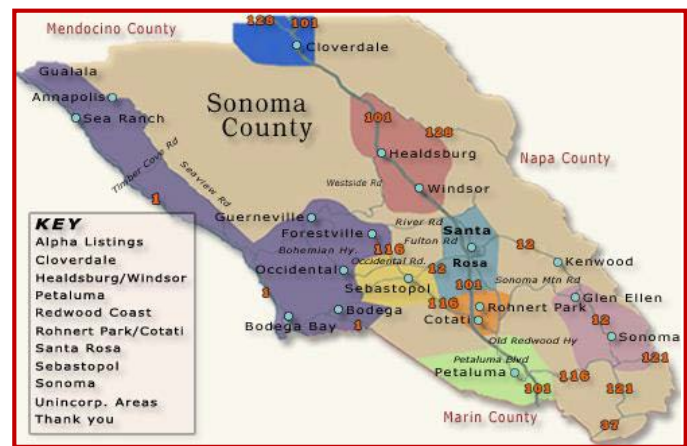 128
101
Mendocino County
Cloverdale
Gualala
Annapolis
Sea Ranch
Sonoma
County
101
128
Healdsburg
Napa County
Timber Cove Rd
Seaview Rd
Westside Rd
Windsor
1
Guerneville
River Rd
Forestville
Fulton Rd
Santa
Rosa
Bohemian Hy.
116
12
Occidental Rd.
Occidental
12
Kenwood
Sebastopol
101
Sonoma Mtn Rd
1
116
Rohnert Park
Glen Ellen
Bodega
Cotati
12
Bodega Bay
1
Old Redwood Hy
Sonoma
Petaluma Blvd
121
Petaluma
116
101
121
Marin County
37
KEY
Alpha Listings
Cloverdale
Healdsburg/Windsor
Petaluma
Redwood Coast
Rohnert Park/Cotati
Santa Rosa
Sebastopol
Sonoma
Unincorp. Areas
Thank you